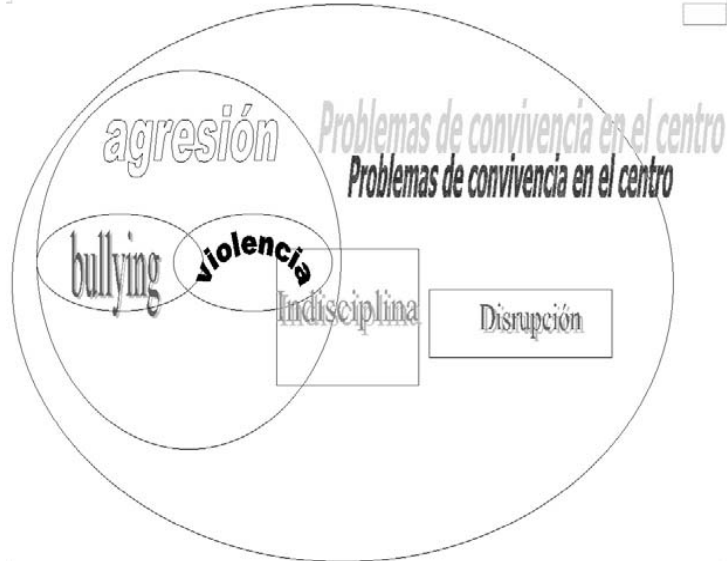 agresión
Problemas de convivencia en el centro
Problemas de convivencia en el centro
bullying
violencia
Indisciplina
Disrupción